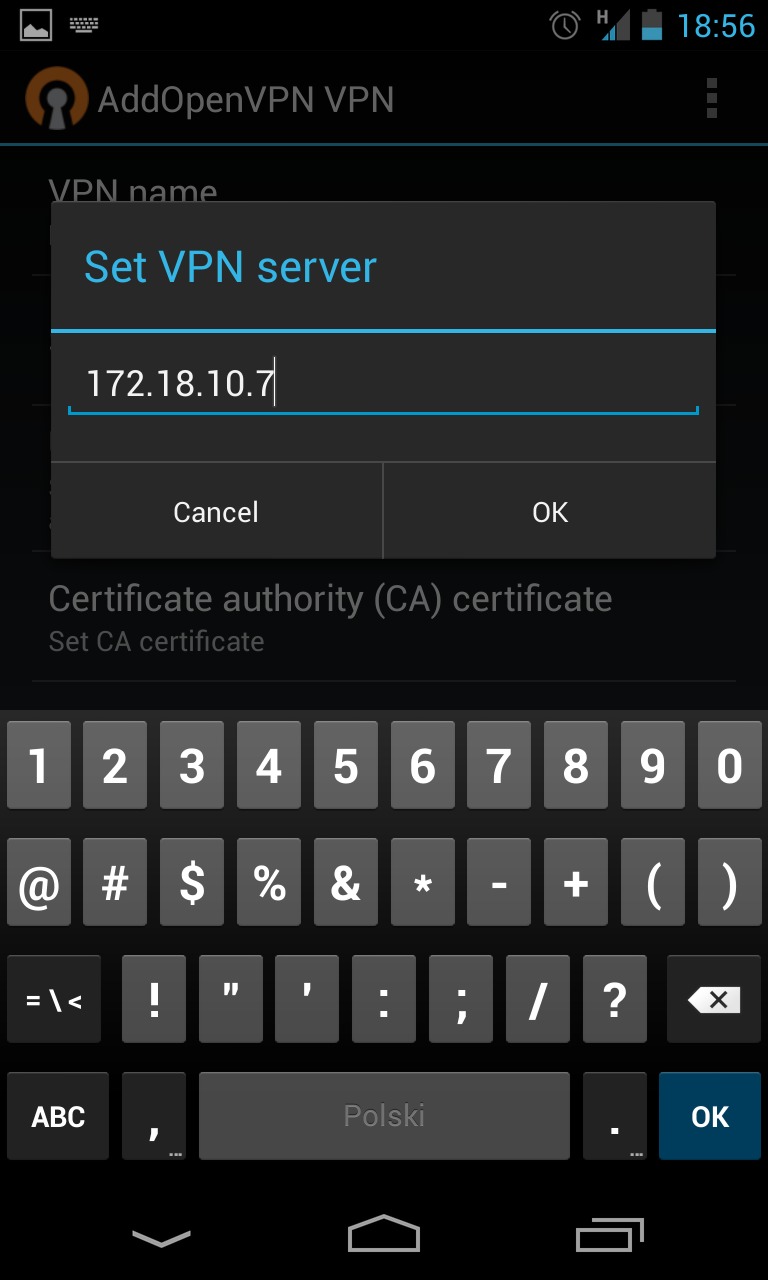 H 18:56
AddOpenVPN VPN
VPN name
Set VPN server
172.18.10.7
Cancel OK
Certificate authority (CA) certificate
Set CA certificate
1 2 3 4 5 6 7 8 9 0
@ # $ % & * - + ( )
= \ < ! " ' : ; / ?
ABC , ... Polski . ... OK